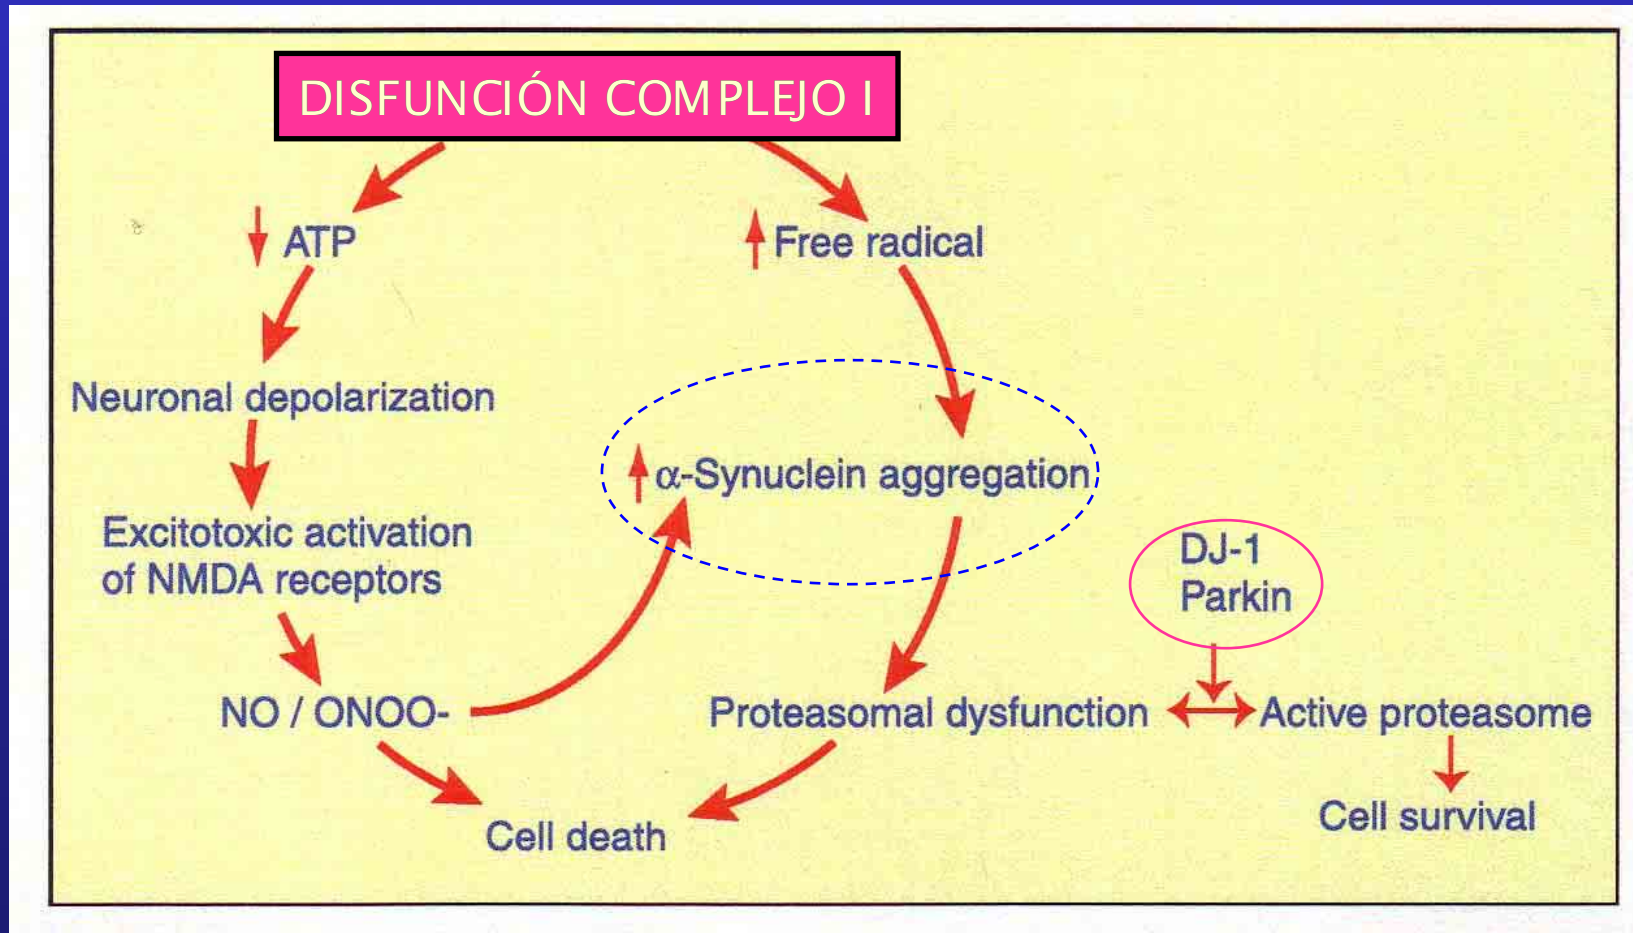 DISFUNCIÓN COMPLEJO I
ATP
Free radical
Neuronal depolarization
α-Synuclein aggregation
Excitotoxic activation
of NMDA receptors
DJ-1
Parkin
NO / ONOO-
Proteasomal dysfunction
Active proteasome
Cell survival
Cell death